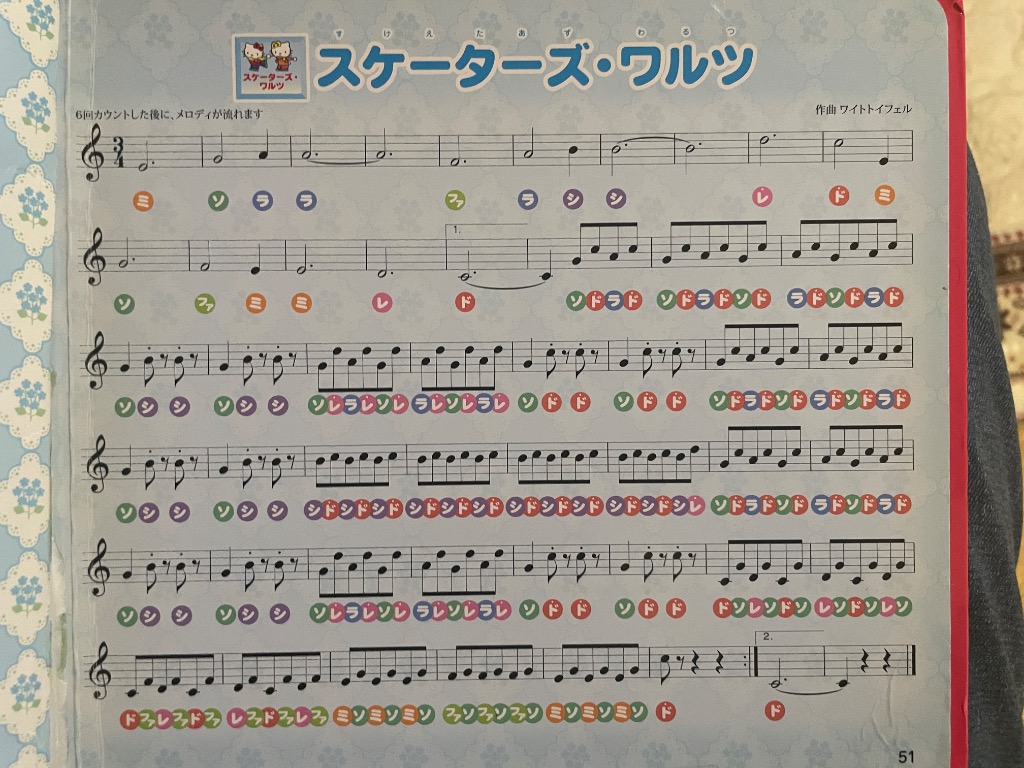 すけえたあずわるつ
スケーターズ・ワルツ
スケーターズ・
ワルツ
6回カウントした後に、メロディが流れます
作曲 ワイトトイフェル
3
4
ミ ソ ラ ラ ファ ラ シ シ レ ド ミ
1.
ソ ファ ミ ミ レ ド ソドラド ソドラドソド ラドソドラド
ソ シ シ ソ シ シ ソレラレソレ ラレソレラレ ソ ド ド ソ ド ド ソドラドソド ラドソドラド
ソ シ シ ソ シ シ シドシドシド シドシドシド シドシドシド シドシドシレ ソドラドソド ラドソドラド
ソ シ シ ソ シ シ ソレラレソレ ラレソレラレ ソ ド ド ソ ド ド ドソレソドソ レソドソレソ
2.
ドファレファドファ レファドファレファ ミソミソミソ ファソファソファソ ミソミソミソ ド ド
51